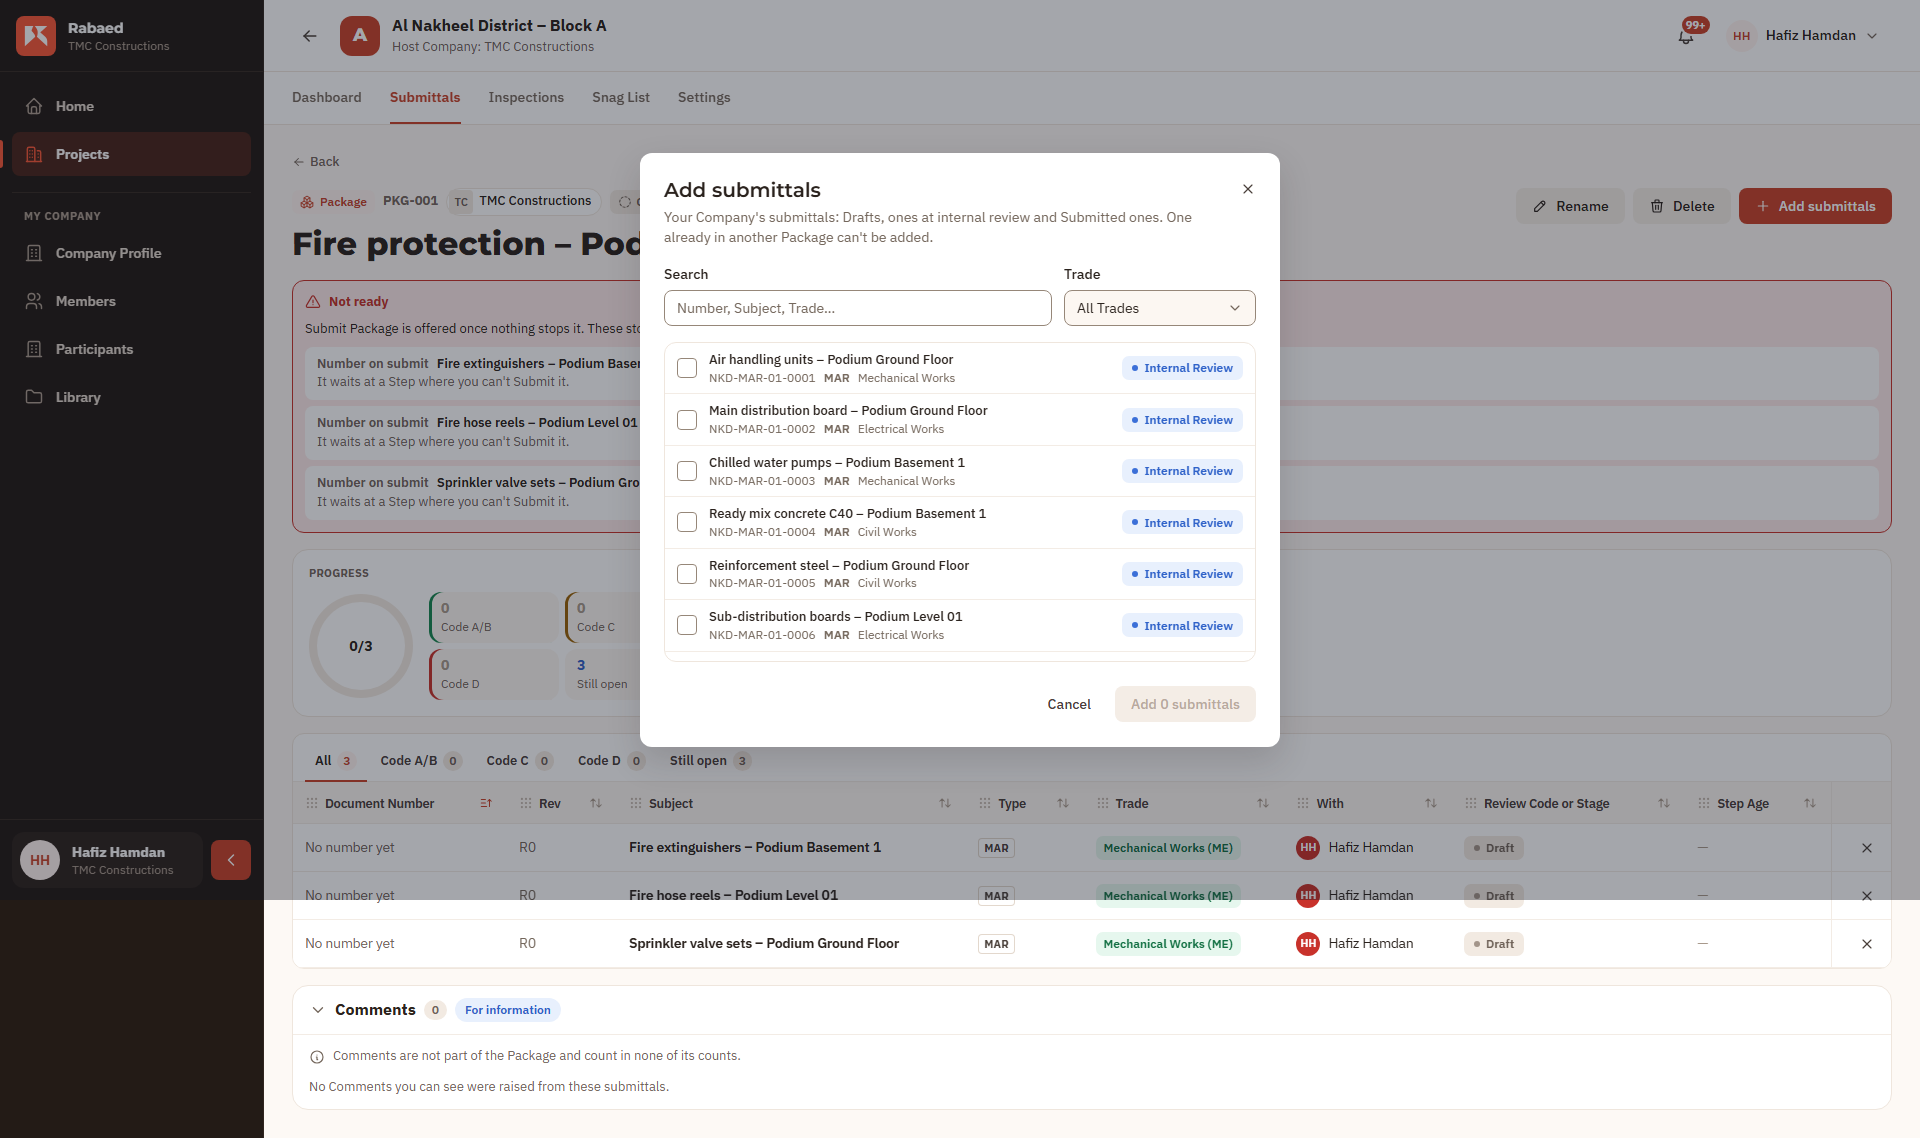 Rabaed
TMC Constructions
Home
Projects
MY COMPANY
Company Profile
Members
Participants
Library
HH
Hafiz Hamdan
TMC Constructions
A
Al Nakheel District – Block A
Host Company: TMC Constructions
99+
HH
Hafiz Hamdan
Dashboard
Submittals
Inspections
Snag List
Settings
Back
Package
PKG-001
TC
TMC Constructions
Rename
Delete
Add submittals
Fire protection –
Not ready
Submit Package is offered once nothing stops it. These
Number on submit Fire extinguishers – Podium
It waits at a Step where you can't Submit it.
Number on submit Fire hose reels – Podium Level 01
It waits at a Step where you can't Submit it.
Number on submit Sprinkler valve sets – Podium
It waits at a Step where you can't Submit it.
PROGRESS
0/3
0
Code A/B
0
Code C
0
Code D
3
Still open
Add submittals
Your Company's submittals: Drafts, ones at internal review and Submitted ones. One
already in another Package can't be added.
Search
Trade
Number, Subject, Trade...
All Trades
Air handling units – Podium Ground Floor
NKD-MAR-01-0001 MAR Mechanical Works
Internal Review
Main distribution board – Podium Ground Floor
NKD-MAR-01-0002 MAR Electrical Works
Internal Review
Chilled water pumps – Podium Basement 1
NKD-MAR-01-0003 MAR Mechanical Works
Internal Review
Ready mix concrete C40 – Podium Basement 1
NKD-MAR-01-0004 MAR Civil Works
Internal Review
Reinforcement steel – Podium Ground Floor
NKD-MAR-01-0005 MAR Civil Works
Internal Review
Sub-distribution boards – Podium Level 01
NKD-MAR-01-0006 MAR Electrical Works
Internal Review
Cancel
Add 0 submittals
All 3
Code A/B 0
Code C 0
Code D 0
Still open 3
Document Number
Rev
Subject
Type
Trade
With
Review Code or Stage
Step Age
No number yet R0 Fire extinguishers – Podium Basement 1 MAR Mechanical Works (ME) HH Hafiz Hamdan Draft —
No number yet R0 Fire hose reels – Podium Level 01 MAR Mechanical Works (ME) HH Hafiz Hamdan Draft —
No number yet R0 Sprinkler valve sets – Podium Ground Floor MAR Mechanical Works (ME) HH Hafiz Hamdan Draft —
Comments 0 For information
Comments are not part of the Package and count in none of its counts.
No Comments you can see were raised from these submittals.